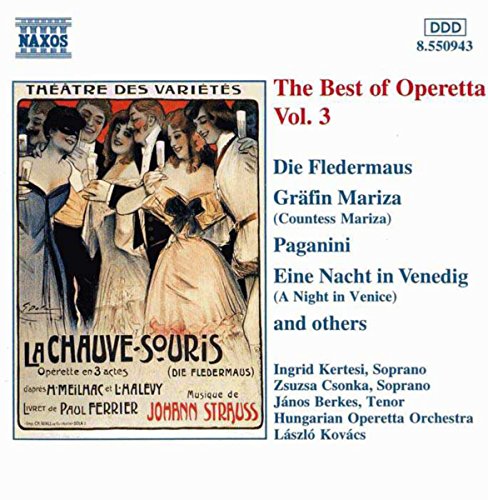 NAXOS
DDD
8.550943
THÉÂTRE DES VARIÉTÉS
LA CHAUVE-SOURIS
Opérette en 3 actes
(DIE FLEDERMAUS)
d'après H·MEILHAC et L·HALEVY
LIVRET de PAUL FERRIER
Musique de
JOHANN STRAUSS
The Best of Operetta
Vol. 3
Die Fledermaus
Gräfin Mariza
(Countess Mariza)
Paganini
Eine Nacht in Venedig
(A Night in Venice)
and others
Ingrid Kertesi, Soprano
Zsuzsa Csonka, Soprano
János Berkes, Tenor
Hungarian Operetta Orchestra
László Kovács